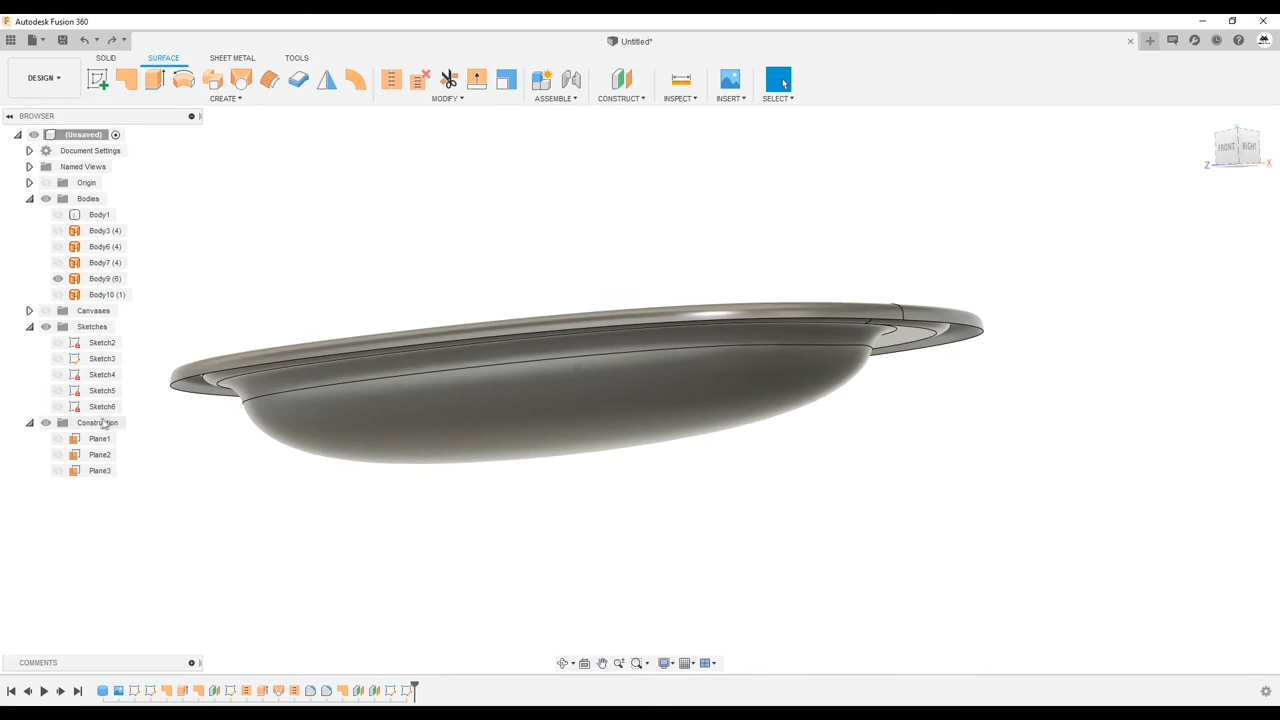 Autodesk Fusion 360
Untitled*
SOLID SURFACE SHEET METAL TOOLS
DESIGN
CREATE MODIFY ASSEMBLE CONSTRUCT INSPECT INSERT SELECT
BROWSER
(Unsaved)
Document Settings
Named Views
Origin
Bodies
Body1
Body3 (4)
Body6 (4)
Body7 (4)
Body9 (6)
Body10 (1)
Canvases
Sketches
Sketch2
Sketch3
Sketch4
Sketch5
Sketch6
Construction
Plane1
Plane2
Plane3
FRONT RIGHT
Z X
COMMENTS